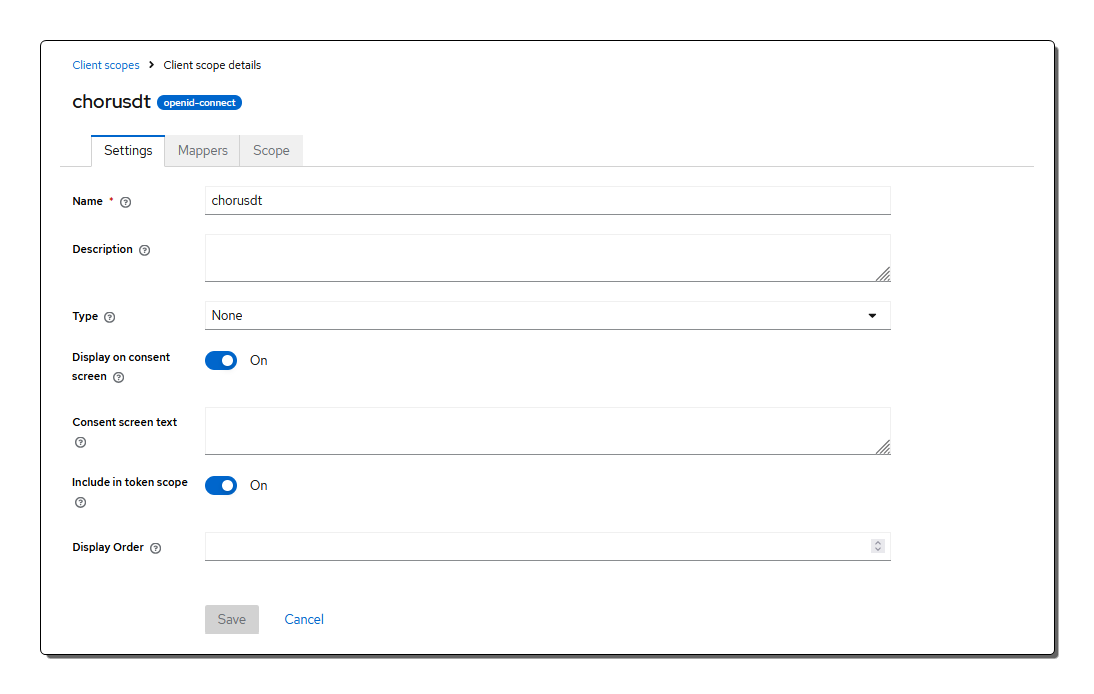 Client scopes > Client scope details
chorusdt openid-connect
Settings Mappers Scope
Name * chorusdt
Description
Type None
Display on consent
screen
On
Consent screen text
Include in token scope
On
Display Order
Save Cancel